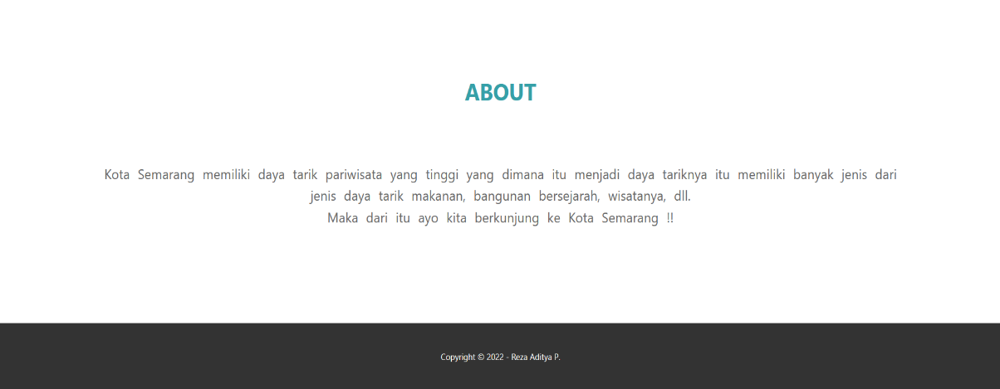 ABOUT
Kota Semarang memiliki daya tarik pariwisata yang tinggi yang dimana itu menjadi daya tariknya itu memiliki banyak jenis dari
jenis daya tarik makanan, bangunan bersejarah, wisatanya, dll.
Maka dari itu ayo kita berkunjung ke Kota Semarang !!
Copyright © 2022 - Reza Aditya P.